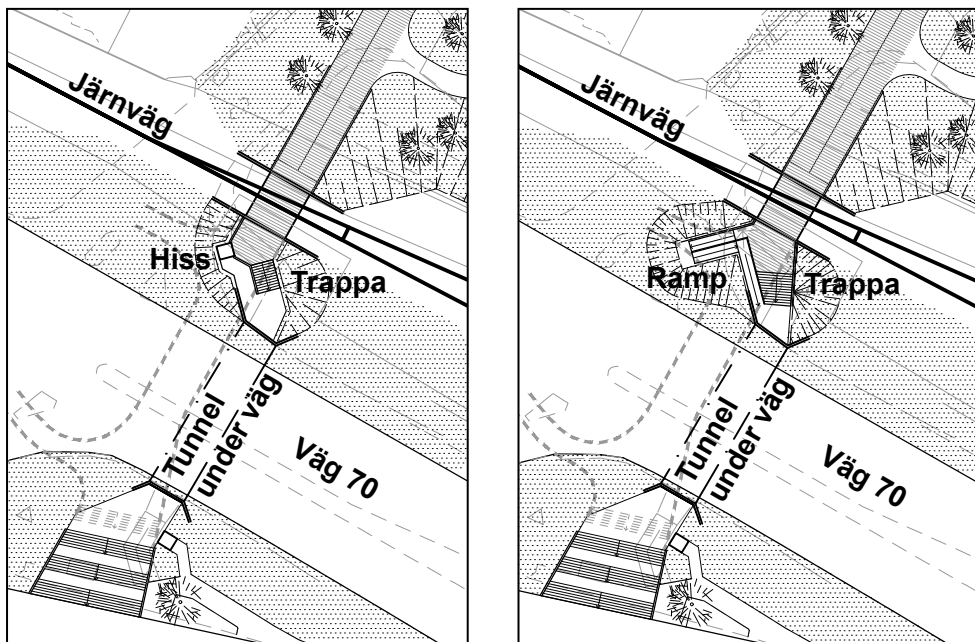 Järnväg
Hiss
Trappa
Tunnel
under väg
Väg 70
Järnväg
Ramp
Trappa
Tunnel
under väg
Väg 70